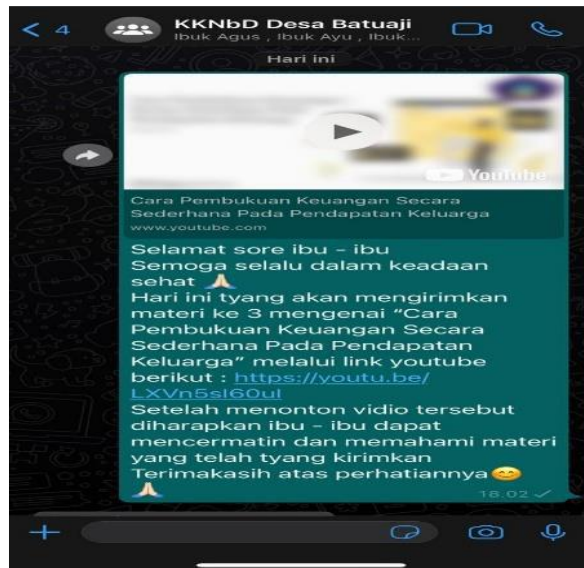 4
KKNbD Desa Batuaji
Ibuk Agus , Ibuk Ayu , Ibuk...
Hari ini
YouTube
Cara Pembukuan Keuangan Secara
Sederhana Pada Pendapatan Keluarga
www.youtube.com
Selamat sore ibu - ibu
Semoga selalu dalam keadaan
sehat 🙏🏻
Hari ini tyang akan mengirimkan
materi ke 3 mengenai “Cara
Pembukuan Keuangan Secara
Sederhana Pada Pendapatan
Keluarga” melalui link youtube
berikut : https://youtu.be/
LXVn5sl60uI
Setelah menonton vidio tersebut
diharapkan ibu - ibu dapat
mencermatin dan memahami materi
yang telah tyang kirimkan
Terimakasih atas perhatiannya😊
🙏🏻
18.02